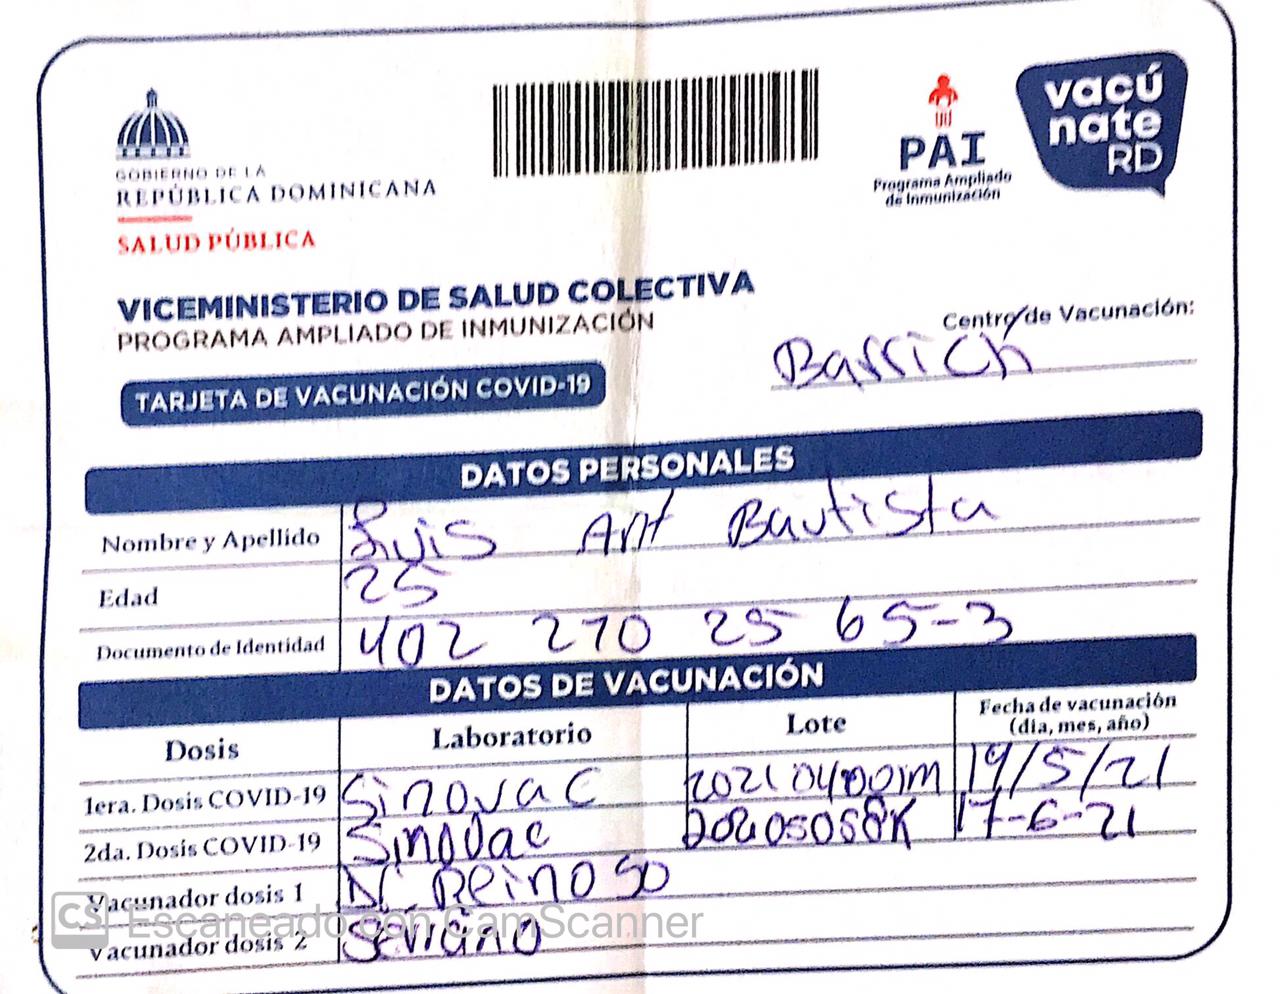 GOBIERNO DE LA
REPÚBLICA DOMINICANA
SALUD PÚBLICA
PAI
Programa Ampliado
de Inmunización
vacú
nate
RD
VICEMINISTERIO DE SALUD COLECTIVA
PROGRAMA AMPLIADO DE INMUNIZACIÓN
Centro de Vacunación:
TARJETA DE VACUNACIÓN COVID-19
DATOS PERSONALES
Nombre y Apellido Luis Ant Bautista
Edad 25
Documento de Identidad 402 270 25 65-3
DATOS DE VACUNACIÓN
Dosis Laboratorio Lote Fecha de vacunación
(dia, mes, año)
1era. Dosis COVID-19 Sinovac 19/5/21
2da. Dosis COVID-19 Sinovac 17-6-21
Vacunador dosis 1 Reinoso
Vacunador dosis 2
CS Escaneado con CamScanner